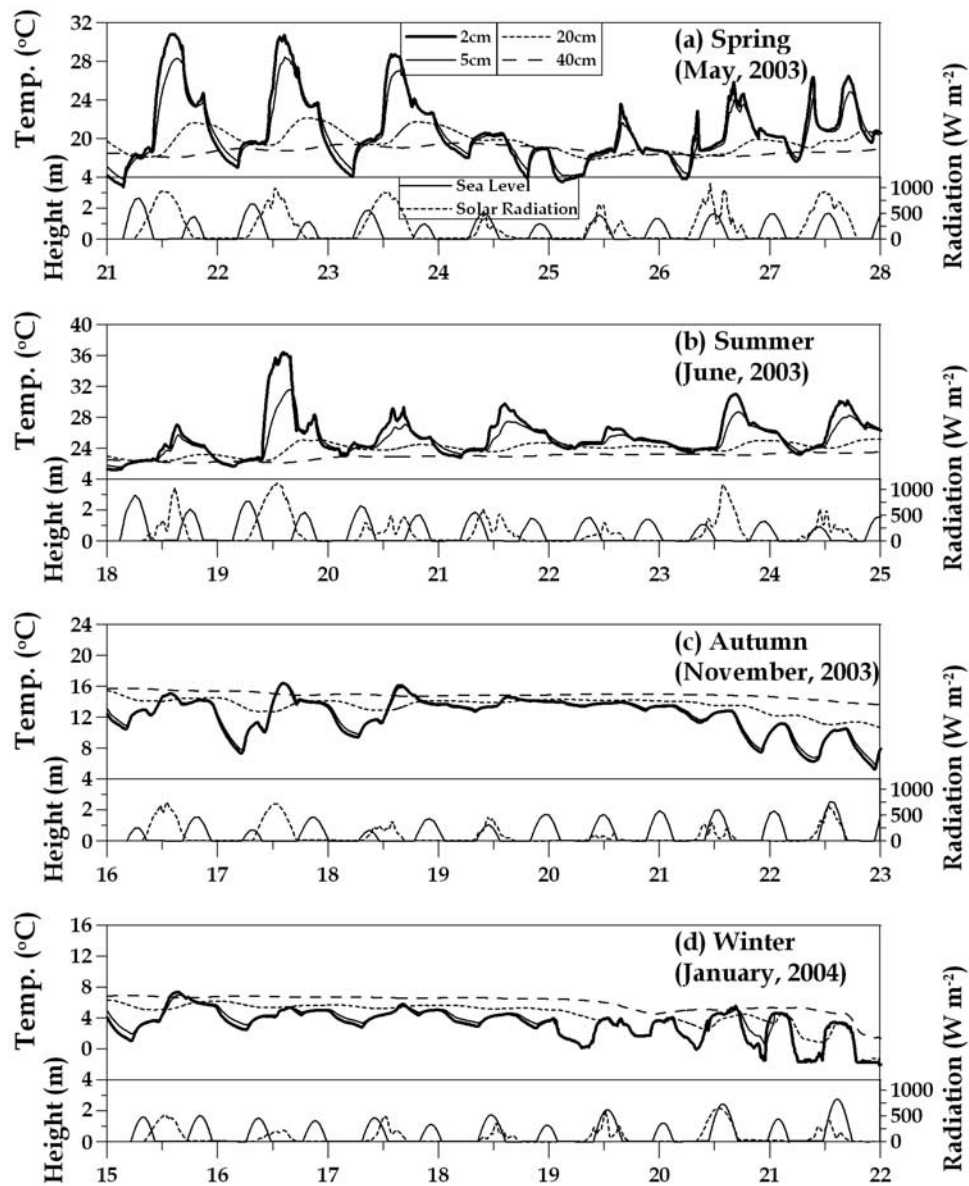 32
28
24
20
4
2
0
Temp. (°C)
Height (m)
2cm
20cm
5cm
40cm
(a) Spring
(May, 2003)
Sea Level
Solar Radiation
1000
500
0
Radiation (W m-2)
21 22 23 24 25 26 27 28
40
36
32
28
24
4
2
0
Temp. (°C)
Height (m)
(b) Summer
(June, 2003)
1000
500
0
Radiation (W m-2)
18 19 20 21 22 23 24 25
24
20
16
12
8
4
2
0
Temp. (°C)
Height (m)
(c) Autumn
(November, 2003)
1000
500
0
Radiation (W m-2)
16 17 18 19 20 21 22 23
16
12
8
4
0
4
2
0
Temp. (°C)
Height (m)
(d) Winter
(January, 2004)
1000
500
0
Radiation (W m-2)
15 16 17 18 19 20 21 22